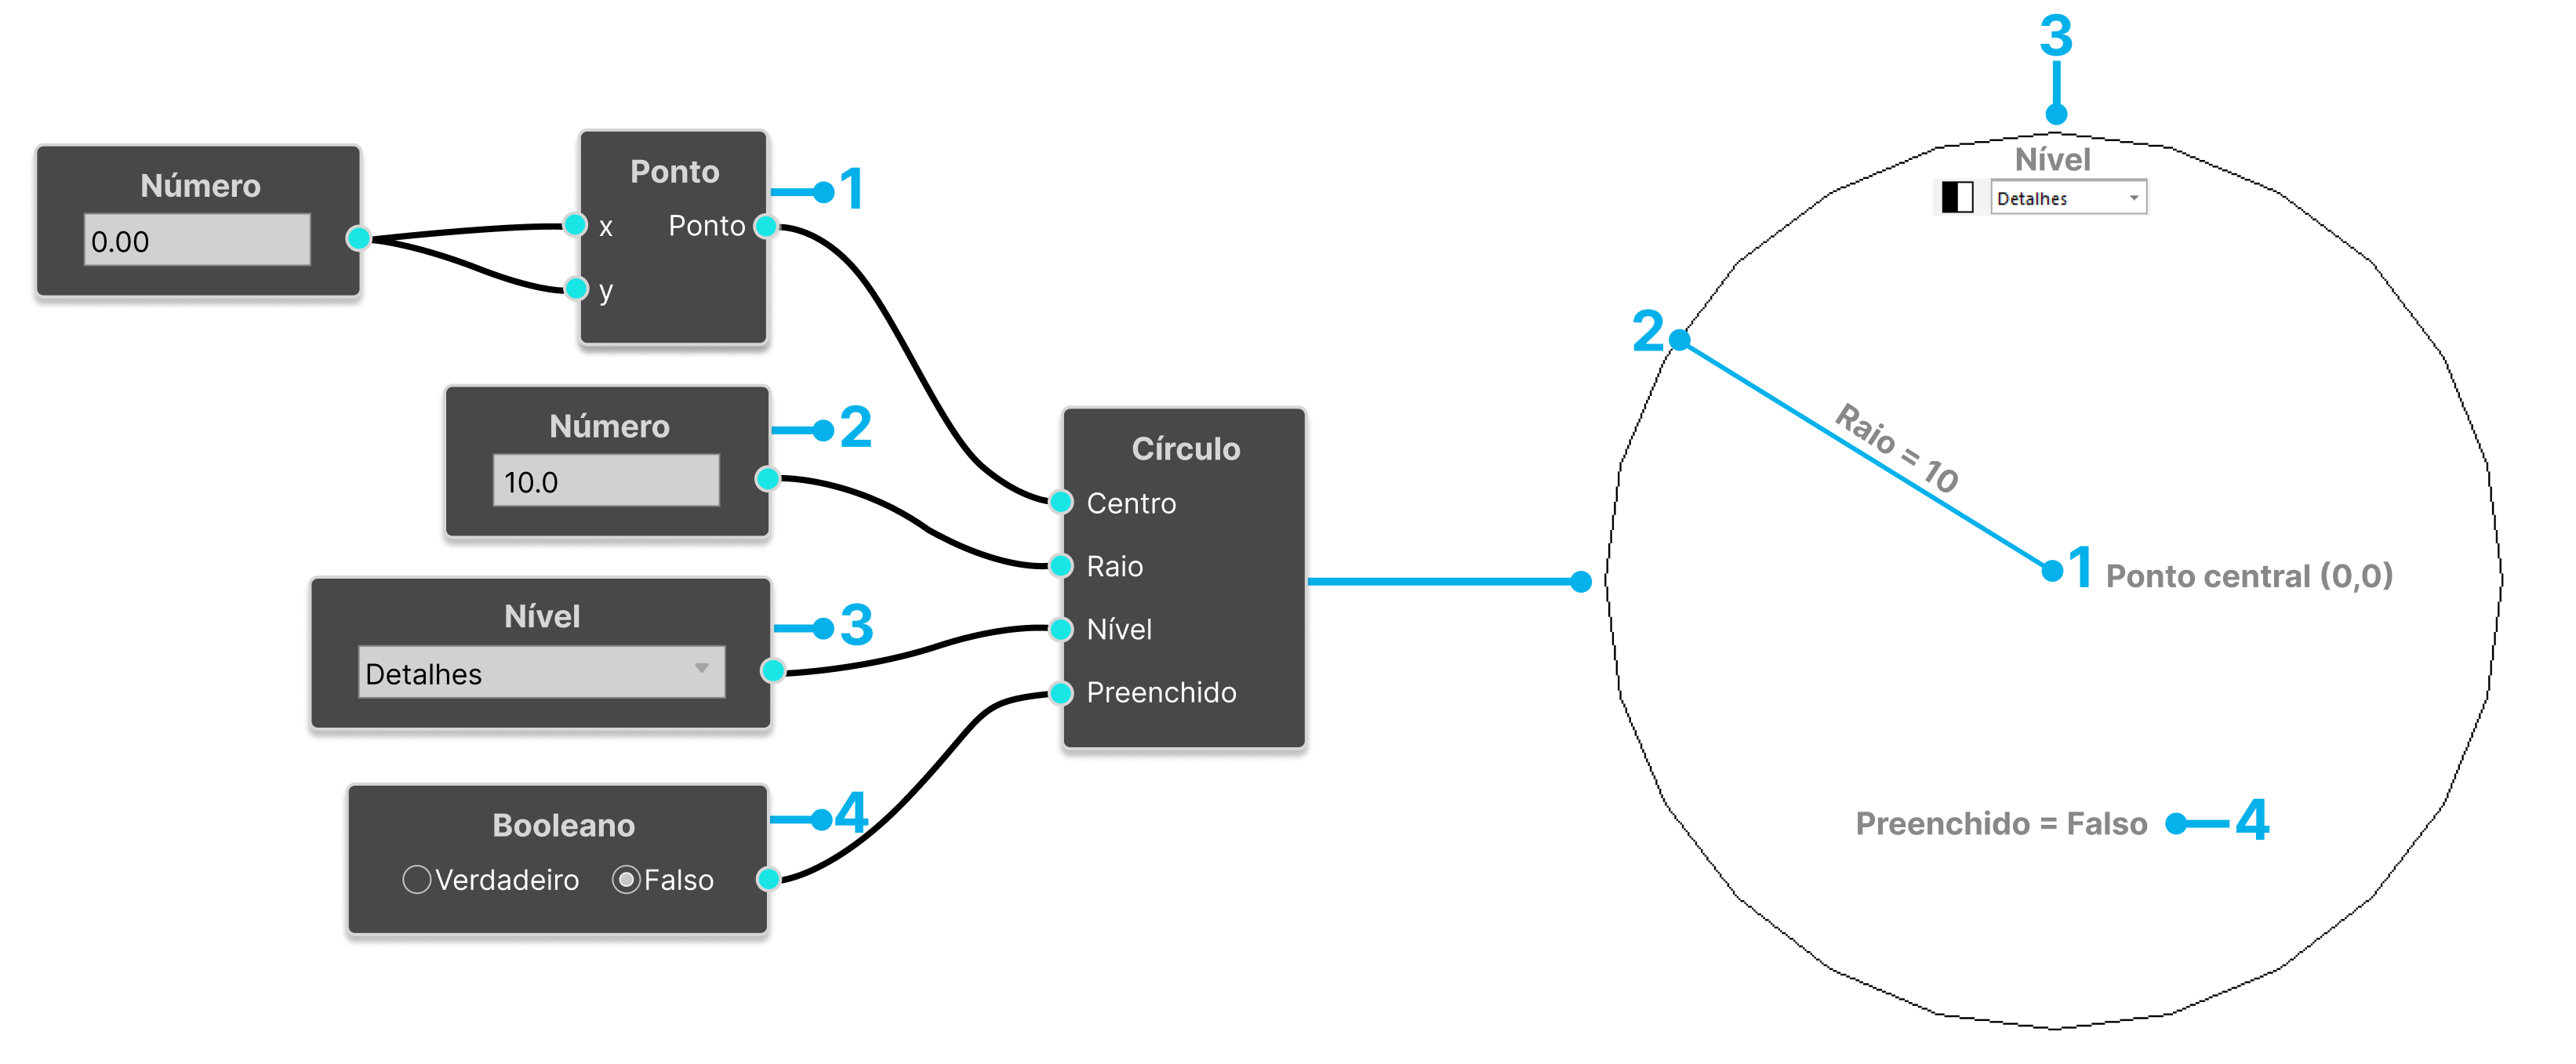 Número
0.00
Ponto
x
Ponto
y
1
Número
10.0
2
Nível
Detalhes
3
Booleano
Verdadeiro
Falso
4
Círculo
Centro
Raio
Nível
Preenchido
3
Nível
Detalhes
2
Raio = 10
1 Ponto central (0,0)
Preenchido = Falso 4